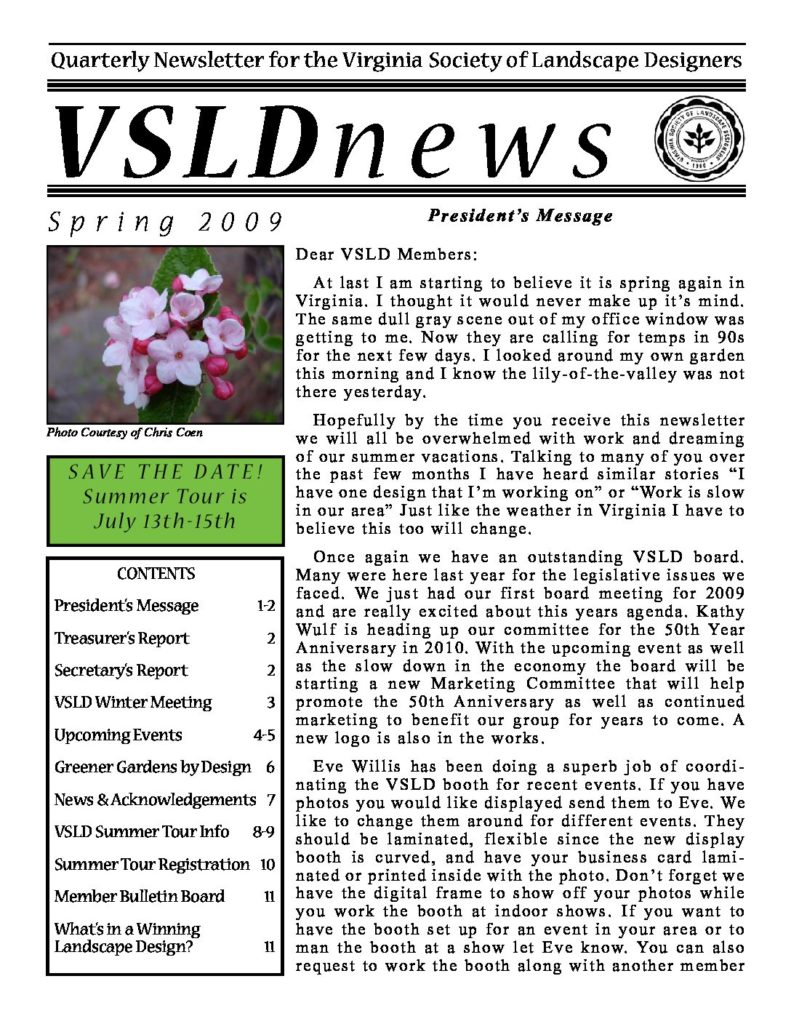 Quarterly Newsletter for the Virginia Society of Landscape Designers
VSLDnews
VIRGINIA SOCIETY OF LANDSCAPE DESIGNERS
• 1960 •
Spring 2009
Photo Courtesy of Chris Coen
SAVE THE DATE!
Summer Tour is
July 13th-15th
CONTENTS
President's Message 1-2
Treasurer's Report 2
Secretary's Report 2
VSLD Winter Meeting 3
Upcoming Events 4-5
Greener Gardens by Design 6
News & Acknowledgements 7
VSLD Summer Tour Info 8-9
Summer Tour Registration 10
Member Bulletin Board 11
What's in a Winning
Landscape Design? 11
President's Message
Dear VSLD Members:
At last I am starting to believe it is spring again in
Virginia. I thought it would never make up it's mind.
The same dull gray scene out of my office window was
getting to me. Now they are calling for temps in 90s
for the next few days. I looked around my own garden
this morning and I know the lily-of-the-valley was not
there yesterday.
Hopefully by the time you receive this newsletter
we will all be overwhelmed with work and dreaming
of our summer vacations. Talking to many of you over
the past few months I have heard similar stories “I
have one design that I'm working on” or “Work is slow
in our area” Just like the weather in Virginia I have to
believe this too will change.
Once again we have an outstanding VSLD board.
Many were here last year for the legislative issues we
faced. We just had our first board meeting for 2009
and are really excited about this years agenda. Kathy
Wulf is heading up our committee for the 50th Year
Anniversary in 2010. With the upcoming event as well
as the slow down in the economy the board will be
starting a new Marketing Committee that will help
promote the 50th Anniversary as well as continued
marketing to benefit our group for years to come. A
new logo is also in the works.
Eve Willis has been doing a superb job of coordi-
nating the VSLD booth for recent events. If you have
photos you would like displayed send them to Eve. We
like to change them around for different events. They
should be laminated, flexible since the new display
booth is curved, and have your business card lami-
nated or printed inside with the photo. Don't forget we
have the digital frame to show off your photos while
you work the booth at indoor shows. If you want to
have the booth set up for an event in your area or to
man the booth at a show let Eve know. You can also
request to work the booth along with another member